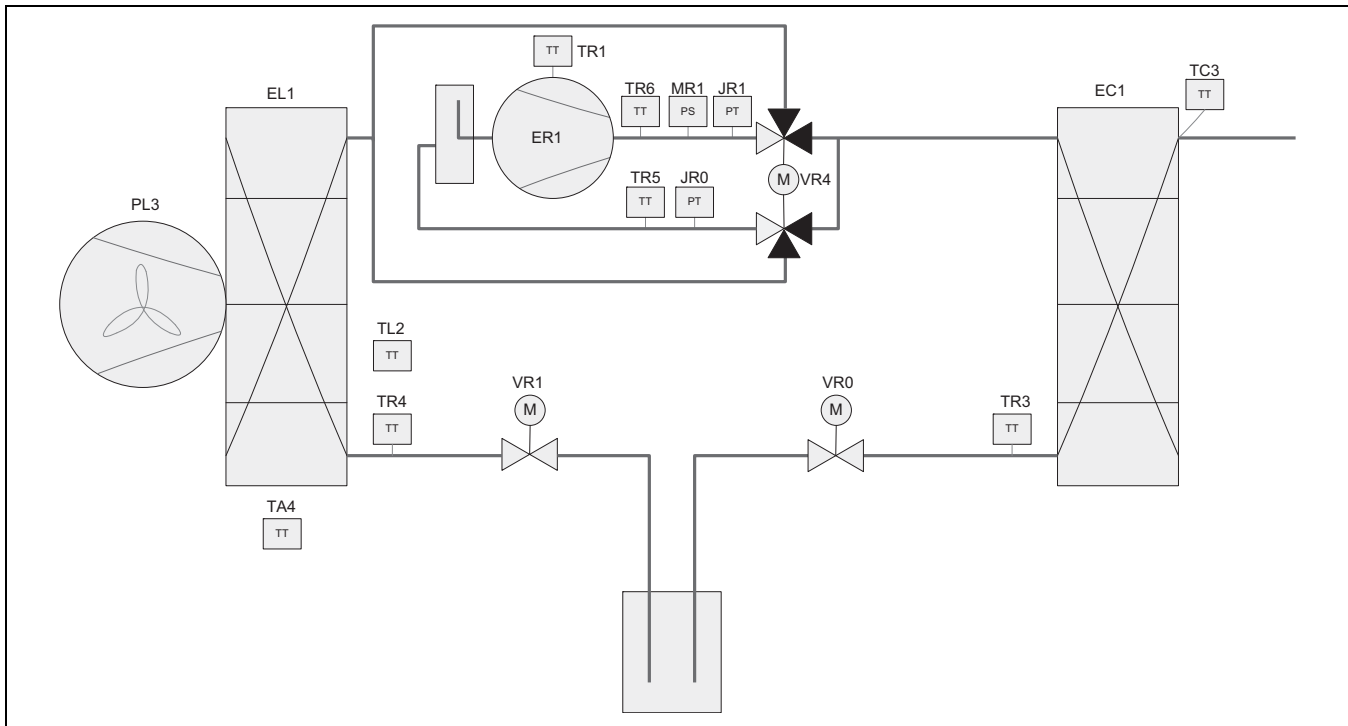 TT TR1
EL1
TR6 MR1 JR1
TT PS PT
EC1
TC3
TT
ER1
TR5 JR0
TT PT
M VR4
PL3
TL2
TT
TR4
TT
VR1
M
VR0
M
TR3
TT
TA4
TT